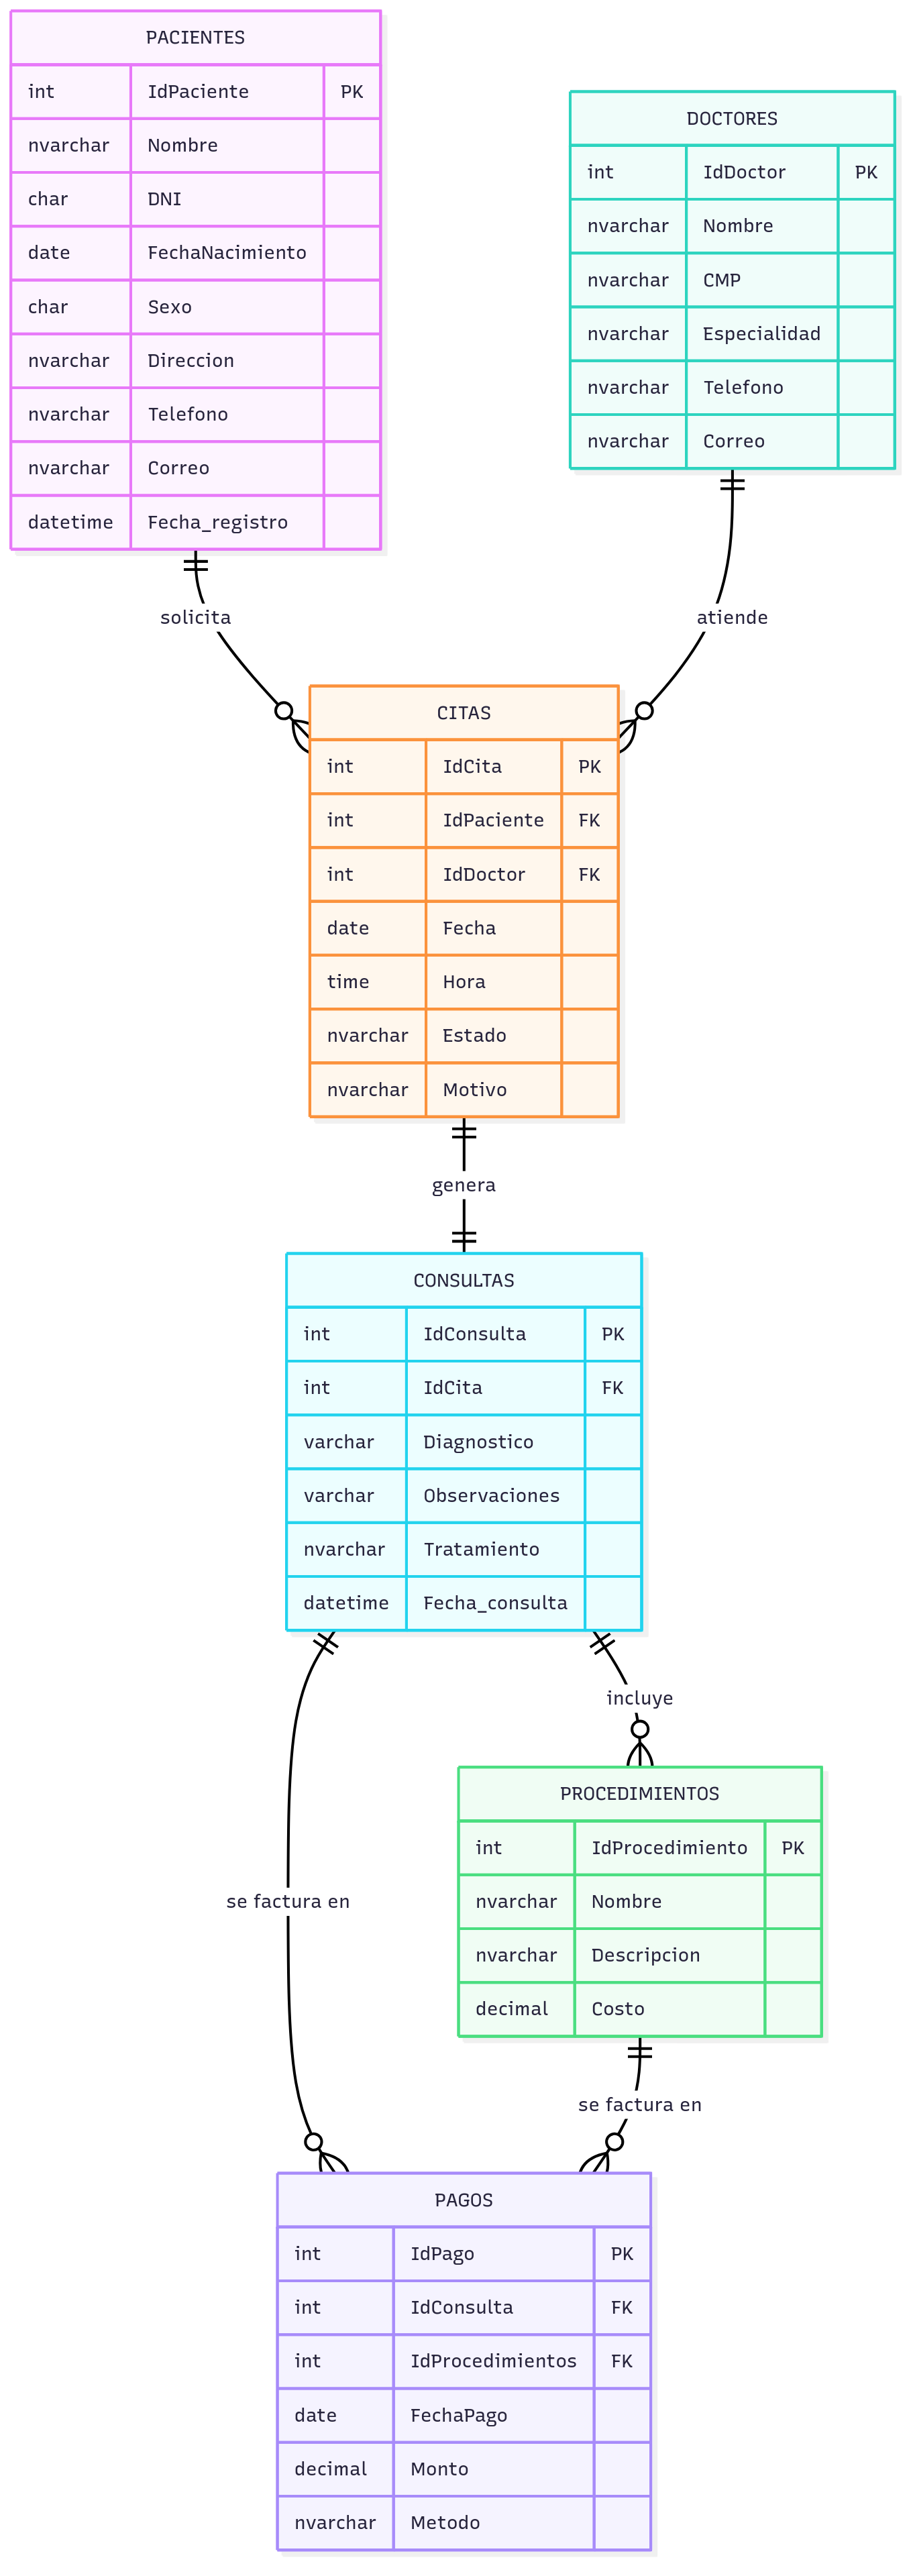 PACIENTES
int IdPaciente PK
nvarchar Nombre
char DNI
date FechaNacimiento
char Sexo
nvarchar Direccion
nvarchar Telefono
nvarchar Correo
datetime Fecha_registro
DOCTORES
int IdDoctor PK
nvarchar Nombre
nvarchar CMP
nvarchar Especialidad
nvarchar Telefono
nvarchar Correo
solicita
atiende
CITAS
int IdCita PK
int IdPaciente FK
int IdDoctor FK
date Fecha
time Hora
nvarchar Estado
nvarchar Motivo
genera
CONSULTAS
int IdConsulta PK
int IdCita FK
varchar Diagnostico
varchar Observaciones
nvarchar Tratamiento
datetime Fecha_consulta
incluye
PROCEDIMIENTOS
int IdProcedimiento PK
nvarchar Nombre
nvarchar Descripcion
decimal Costo
se factura en
se factura en
PAGOS
int IdPago PK
int IdConsulta FK
int IdProcedimientos FK
date FechaPago
decimal Monto
nvarchar Metodo